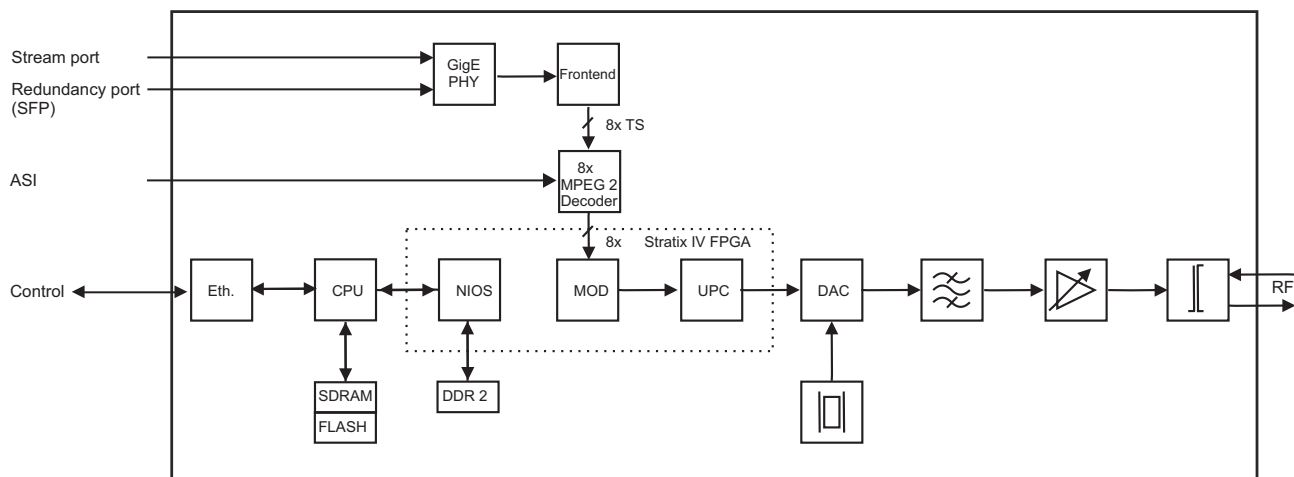 Stream port
Redundancy port
(SFP)
GigE
PHY
Frontend
8x TS
ASI
8x
MPEG 2
Decoder
8x
Stratix IV FPGA
Control
Eth.
CPU
NIOS
MOD
UPC
DAC
RF
SDRAM
FLASH
DDR 2